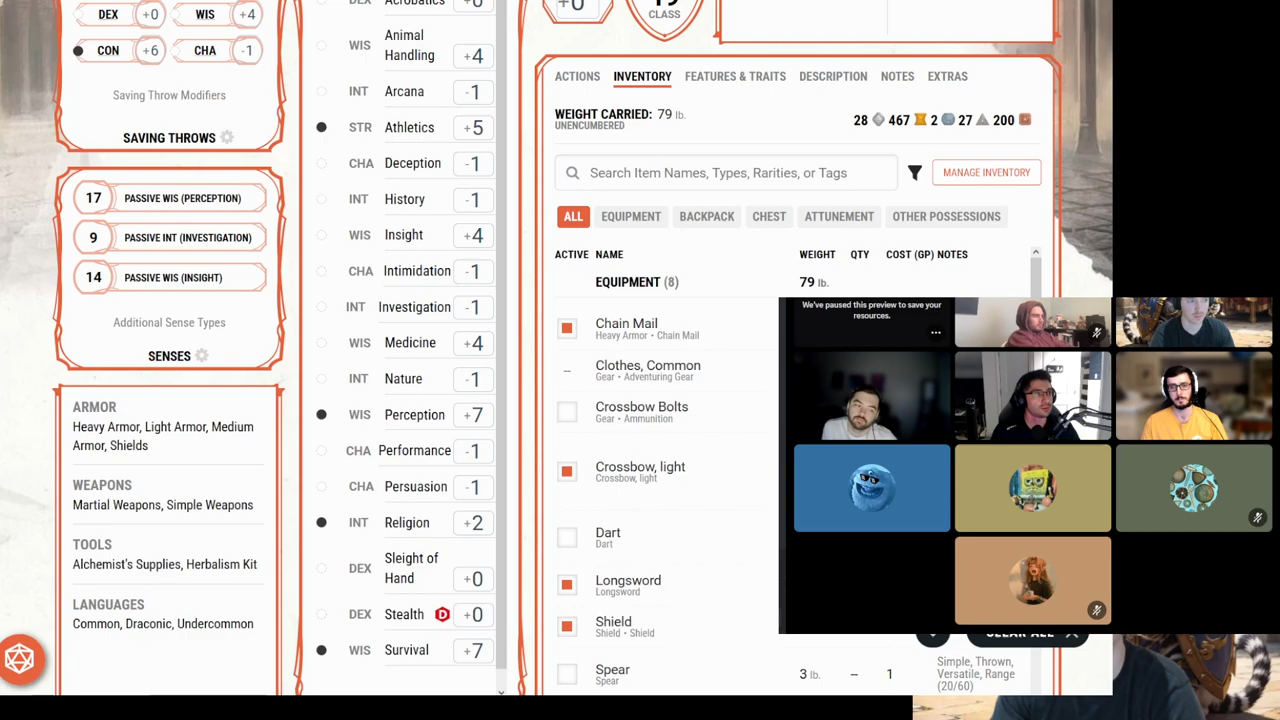 DEX +0 WIS +4
CON +6 CHA -1
Saving Throw Modifiers
SAVING THROWS
17 PASSIVE WIS (PERCEPTION)
9 PASSIVE INT (INVESTIGATION)
14 PASSIVE WIS (INSIGHT)
Additional Sense Types
SENSES
ARMOR
Heavy Armor, Light Armor, Medium
Armor, Shields
WEAPONS
Martial Weapons, Simple Weapons
TOOLS
Alchemist's Supplies, Herbalism Kit
LANGUAGES
Common, Draconic, Undercommon
DEX Acrobatics +0
WIS Animal
Handling +4
INT Arcana -1
STR Athletics +5
CHA Deception -1
INT History -1
WIS Insight +4
CHA Intimidation -1
INT Investigation -1
WIS Medicine +4
INT Nature -1
WIS Perception +7
CHA Performance -1
CHA Persuasion -1
INT Religion +2
DEX Sleight of
Hand +0
DEX Stealth D +0
WIS Survival +7
+0
CLASS
ACTIONS INVENTORY FEATURES & TRAITS DESCRIPTION NOTES EXTRAS
WEIGHT CARRIED: 79 lb.
UNENCUMBERED
28 467 2 27 200
Search Item Names, Types, Rarities, or Tags
MANAGE INVENTORY
ALL EQUIPMENT BACKPACK CHEST ATTUNEMENT OTHER POSSESSIONS
ACTIVE NAME WEIGHT QTY COST (GP) NOTES
EQUIPMENT (8) 79 lb.
Chain Mail
Heavy Armor • Chain Mail
-- Clothes, Common
Gear • Adventuring Gear
Crossbow Bolts
Gear • Ammunition
Crossbow, light
Crossbow, light
Dart
Dart
Longsword
Longsword
Shield
Shield • Shield
Spear
Spear
3 lb. -- 1
Simple, Thrown,
Versatile, Range
(20/60)
We've paused this preview to save your
resources.
CLEAR ALL